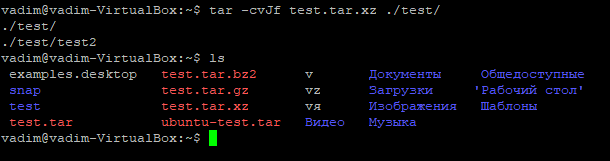 vadim@vadim-VirtualBox:~$ tar -cvJf test.tar.xz ./test/
./test/
./test/test2
vadim@vadim-VirtualBox:~$ ls
examples.desktop test.tar.bz2 v Документы Общедоступные
snap test.tar.gz vz Загрузки 'Рабочий стол'
test test.tar.xz vя Изображения Шаблоны
test.tar ubuntu-test.tar Видео Музыка
vadim@vadim-VirtualBox:~$